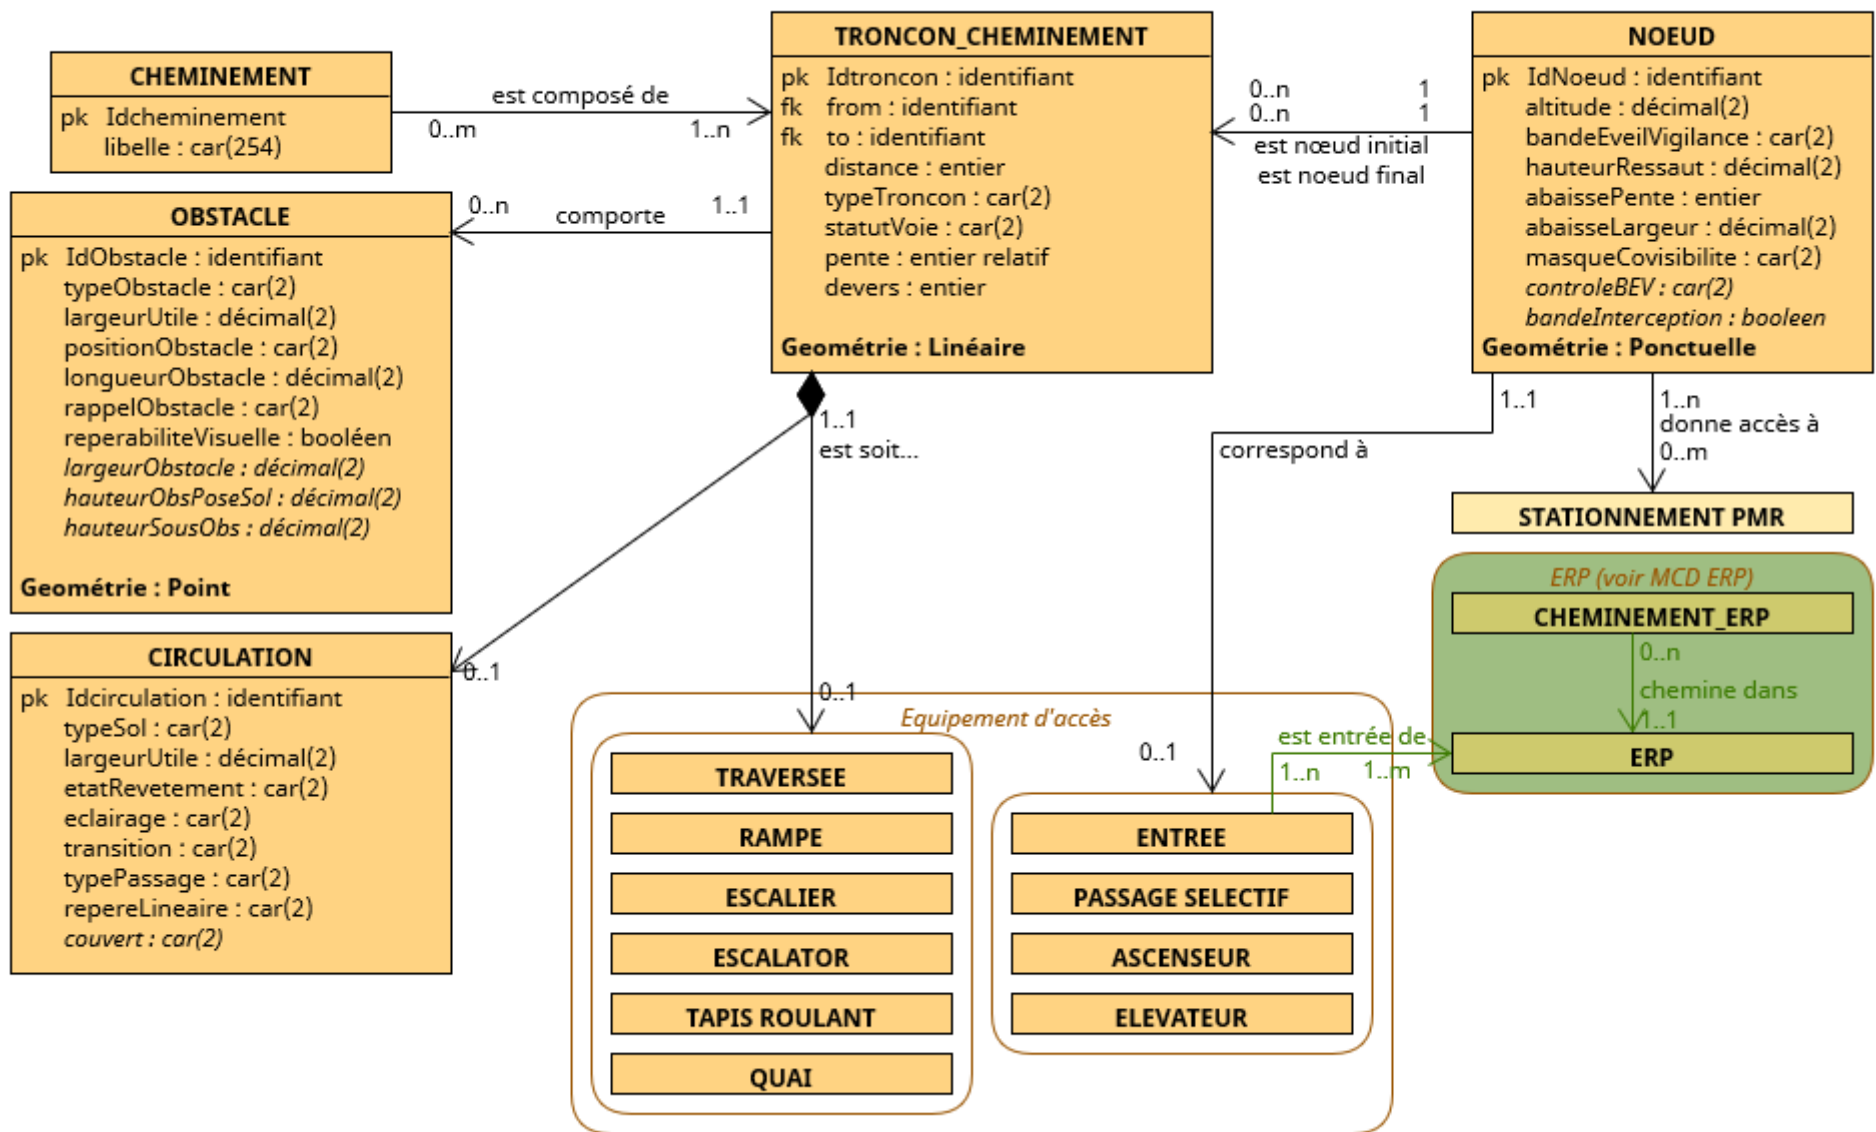 CHEMINEMENT
pk Idcheminement
libelle : car(254)
est composé de
0..m
1..n
TRONCON_CHEMINEMENT
pk Idtroncon : identifiant
fk from : identifiant
fk to : identifiant
distance : entier
typeTroncon : car(2)
statutVoie : car(2)
pente : entier relatif
devers : entier
Geométrie : Linéaire
0..n 1
0..n 1
est nœud initial
est noeud final
NOEUD
pk IdNoeud : identifiant
altitude : décimal(2)
bandeEveilVigilance : car(2)
hauteurRessaut : décimal(2)
abaissePente : entier
abaisseLargeur : décimal(2)
masqueCovisibilite : car(2)
controleBEV : car(2)
bandeInterception : booleen
Geométrie : Ponctuelle
OBSTACLE
pk IdObstacle : identifiant
typeObstacle : car(2)
largeurUtile : décimal(2)
positionObstacle : car(2)
longueurObstacle : décimal(2)
rappelObstacle : car(2)
reperabiliteVisuelle : booléen
largeurObstacle : décimal(2)
hauteurObsPoseSol : décimal(2)
hauteurSousObs : décimal(2)
Geométrie : Point
0..n
comporte
1..1
1..1
est soit...
0..1
0..1
CIRCULATION
pk Idcirculation : identifiant
typeSol : car(2)
largeurUtile : décimal(2)
etatRevetement : car(2)
eclairage : car(2)
transition : car(2)
typePassage : car(2)
repereLineaire : car(2)
couvert : car(2)
Equipement d'accès
TRAVERSEE
RAMPE
ESCALIER
ESCALATOR
TAPIS ROULANT
QUAI
1..1
correspond à
0..1
ENTREE
PASSAGE SELECTIF
ASCENSEUR
ELEVATEUR
1..n
donne accès à
0..m
STATIONNEMENT PMR
ERP (voir MCD ERP)
CHEMINEMENT_ERP
0..n
chemine dans
1..1
ERP
est entrée de
1..n
1..m